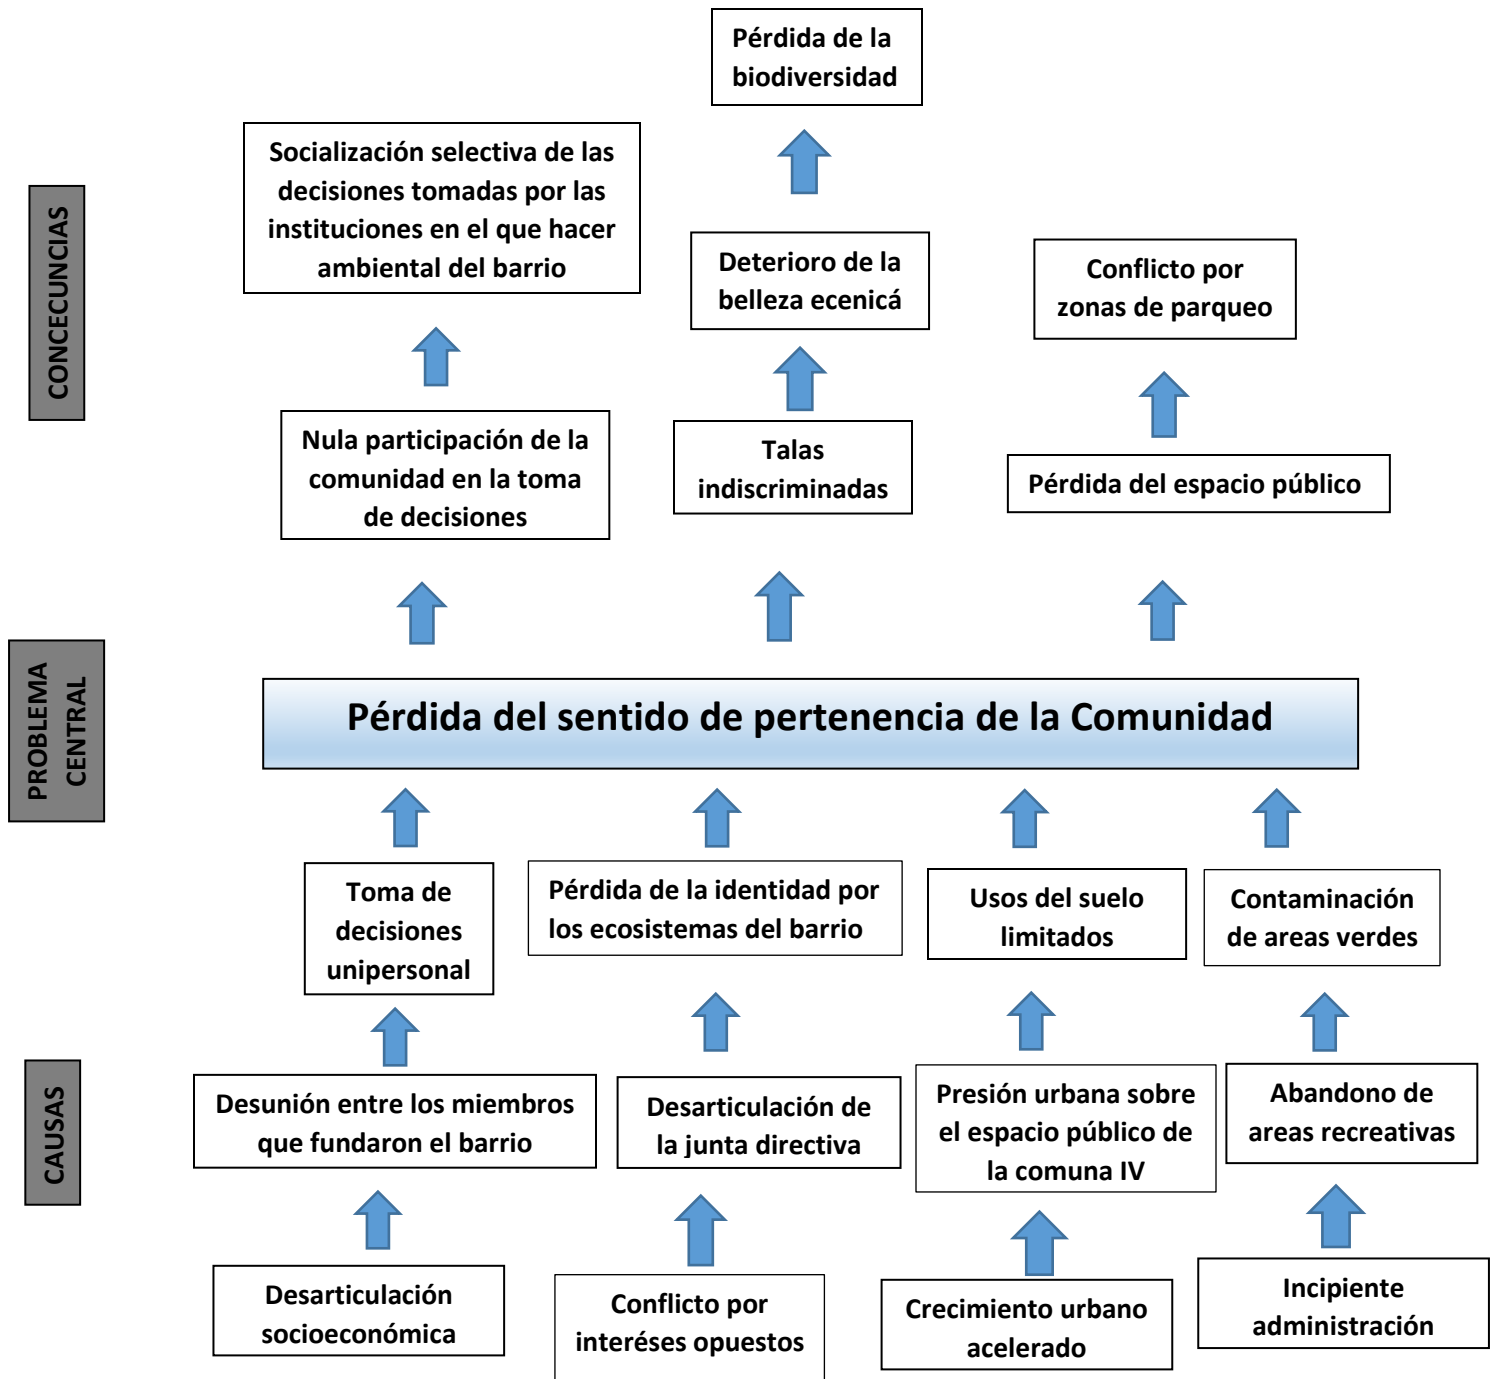 Pérdida de la
biodiversidad
Socialización selectiva de las
decisiones tomadas por las
instituciones en el que hacer
ambiental del barrio
Deterioro de la
belleza ecenicá
Conflicto por
zonas de parqueo
CONCECUNCIAS
Nula participación de la
comunidad en la toma
de decisiones
Talas
indiscriminadas
Pérdida del espacio público
PROBLEMA
CENTRAL
Pérdida del sentido de pertenencia de la Comunidad
Toma de
decisiones
unipersonal
Pérdida de la identidad por
los ecosistemas del barrio
Usos del suelo
limitados
Contaminación
de areas verdes
CAUSAS
Desunión entre los miembros
que fundaron el barrio
Desarticulación de
la junta directiva
Presión urbana sobre
el espacio público de
la comuna IV
Abandono de
areas recreativas
Desarticulación
socioeconómica
Conflicto por
interéses opuestos
Crecimiento urbano
acelerado
Incipiente
administración